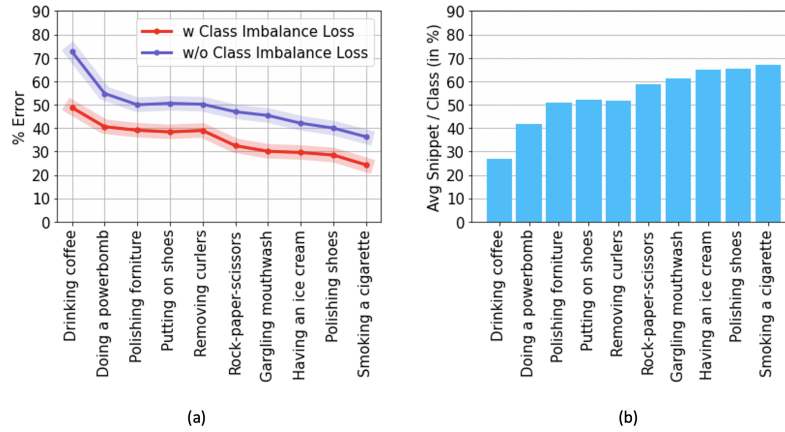 90
80
70
60
50
40
30
20
10
0
% Error
w Class Imbalance Loss
w/o Class Imbalance Loss
Drinking coffee
Doing a powerbomb
Polishing forniture
Putting on shoes
Removing curlers
Rock-paper-scissors
Gargling mouthwash
Having an ice cream
Polishing shoes
Smoking a cigarette
(a)
90
80
70
60
50
40
30
20
10
0
Avg Snippet / Class (in %)
Drinking coffee
Doing a powerbomb
Polishing forniture
Putting on shoes
Removing curlers
Rock-paper-scissors
Gargling mouthwash
Having an ice cream
Polishing shoes
Smoking a cigarette
(b)